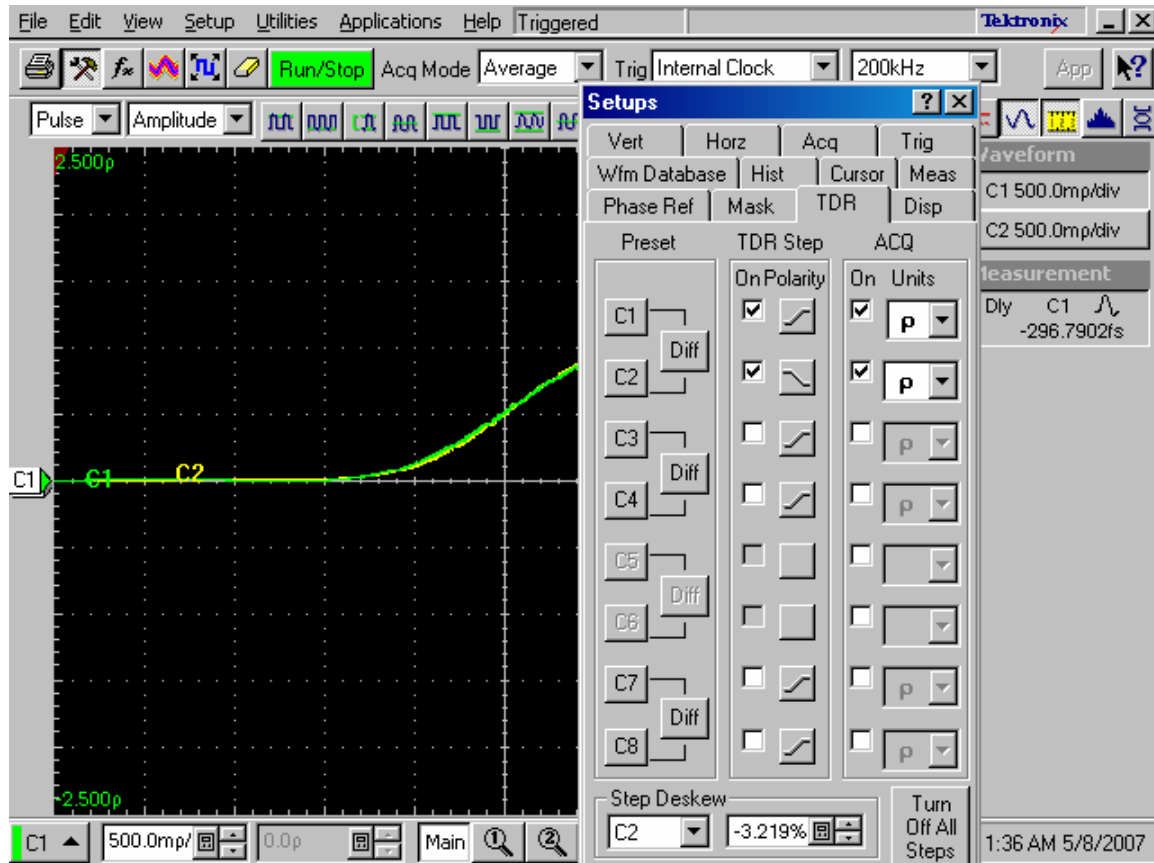 File Edit View Setup Utilities Applications Help Triggered Tektronix
fx Run/Stop Acq Mode Average Trig Internal Clock 200kHz App
Pulse Amplitude
Setups
Vert Horz Acq Trig
Wfm Database Hist Cursor Meas
Phase Ref Mask TDR Disp
Preset TDR Step ACQ
On Polarity On Units
C1 ρ
Diff
C2 ρ
C3 ρ
Diff
C4 ρ
C5
Diff
C6
C7 ρ
Diff
C8 ρ
Step Deskew
C2 -3.219%
Turn
Off All
Steps
2.500ρ
C1 C1 C2
-2.500ρ
C1 500.0mρ/div
C2 500.0mρ/div
Dly C1
-296.7902fs
C1 500.0mρ/ 0.0ρ Main 1 2
1:36 AM 5/8/2007